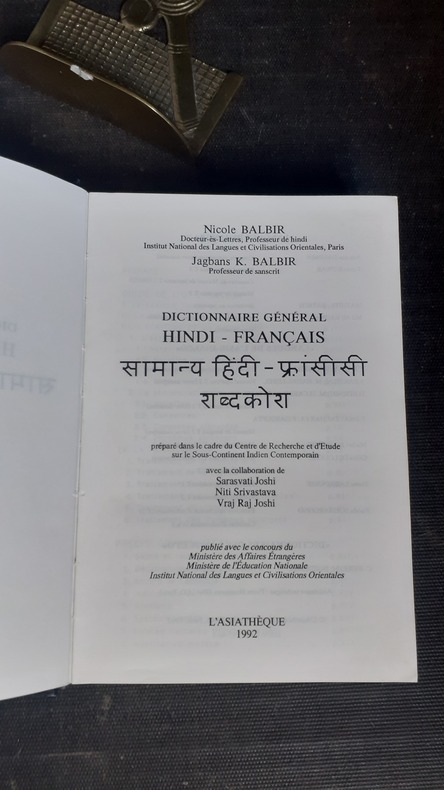 Nicole BALBIR
Docteur-ès-Lettres, Professeur de hindi
Institut National des Langues et Civilisations Orientales, Paris
Jagbans K. BALBIR
Professeur de sanscrit
DICTIONNAIRE GÉNÉRAL
HINDI - FRANÇAIS
सामान्य हिंदी - फ्रांसीसी
शब्दकोश
préparé dans le cadre du Centre de Recherche et d'Etude
sur le Sous-Continent Indien Contemporain
avec la collaboration de
Sarasvati Joshi
Niti Srivastava
Vraj Raj Joshi
publié avec le concours du
Ministère des Affaires Étrangères
Ministère de l'Éducation Nationale
Institut National des Langues et Civilisations Orientales
L'ASIATHÈQUE
1992